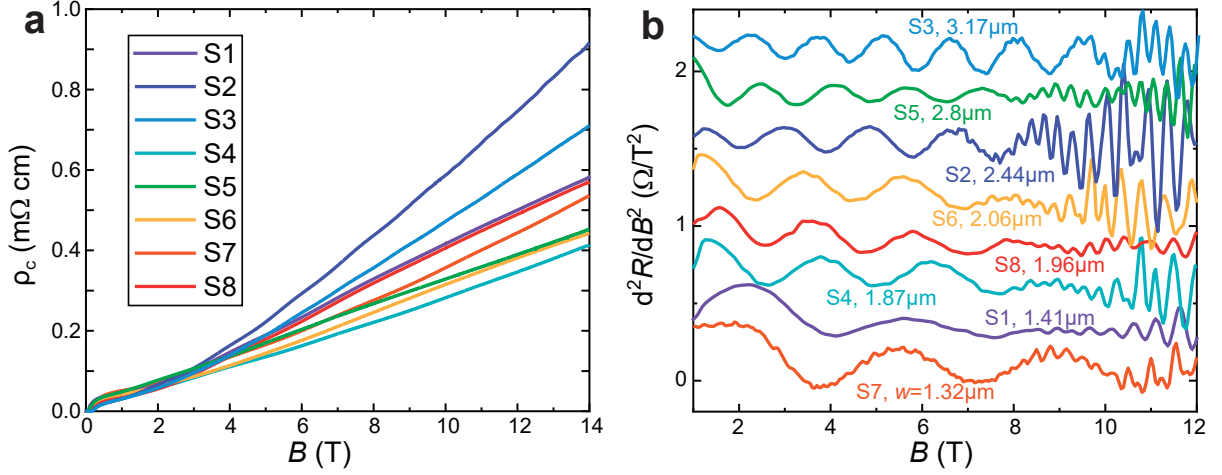 a
ρc (mΩ cm)
1.0
0.8
0.6
0.4
0.2
0.0
S1
S2
S3
S4
S5
S6
S7
S8
0 2 4 6 8 10 12 14
B (T)
b
d²R/dB² (Ω/T²)
2
1
0
S3, 3.17µm
S5, 2.8µm
S2, 2.44µm
S6, 2.06µm
S8, 1.96µm
S4, 1.87µm
S1, 1.41µm
S7, w=1.32µm
2 4 6 8 10 12
B (T)